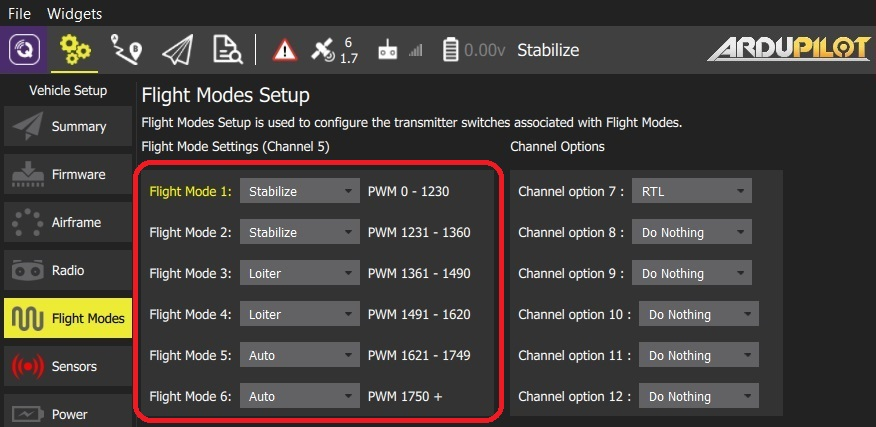 File Widgets
6
1.7
0.00v Stabilize
ARDUPILOT
Vehicle Setup
Summary
Firmware
Airframe
Radio
Flight Modes
Sensors
Power
Flight Modes Setup
Flight Modes Setup is used to configure the transmitter switches associated with Flight Modes.
Flight Mode Settings (Channel 5)
Flight Mode 1: Stabilize PWM 0 - 1230
Flight Mode 2: Stabilize PWM 1231 - 1360
Flight Mode 3: Loiter PWM 1361 - 1490
Flight Mode 4: Loiter PWM 1491 - 1620
Flight Mode 5: Auto PWM 1621 - 1749
Flight Mode 6: Auto PWM 1750 +
Channel Options
Channel option 7 : RTL
Channel option 8 : Do Nothing
Channel option 9 : Do Nothing
Channel option 10 : Do Nothing
Channel option 11 : Do Nothing
Channel option 12 : Do Nothing